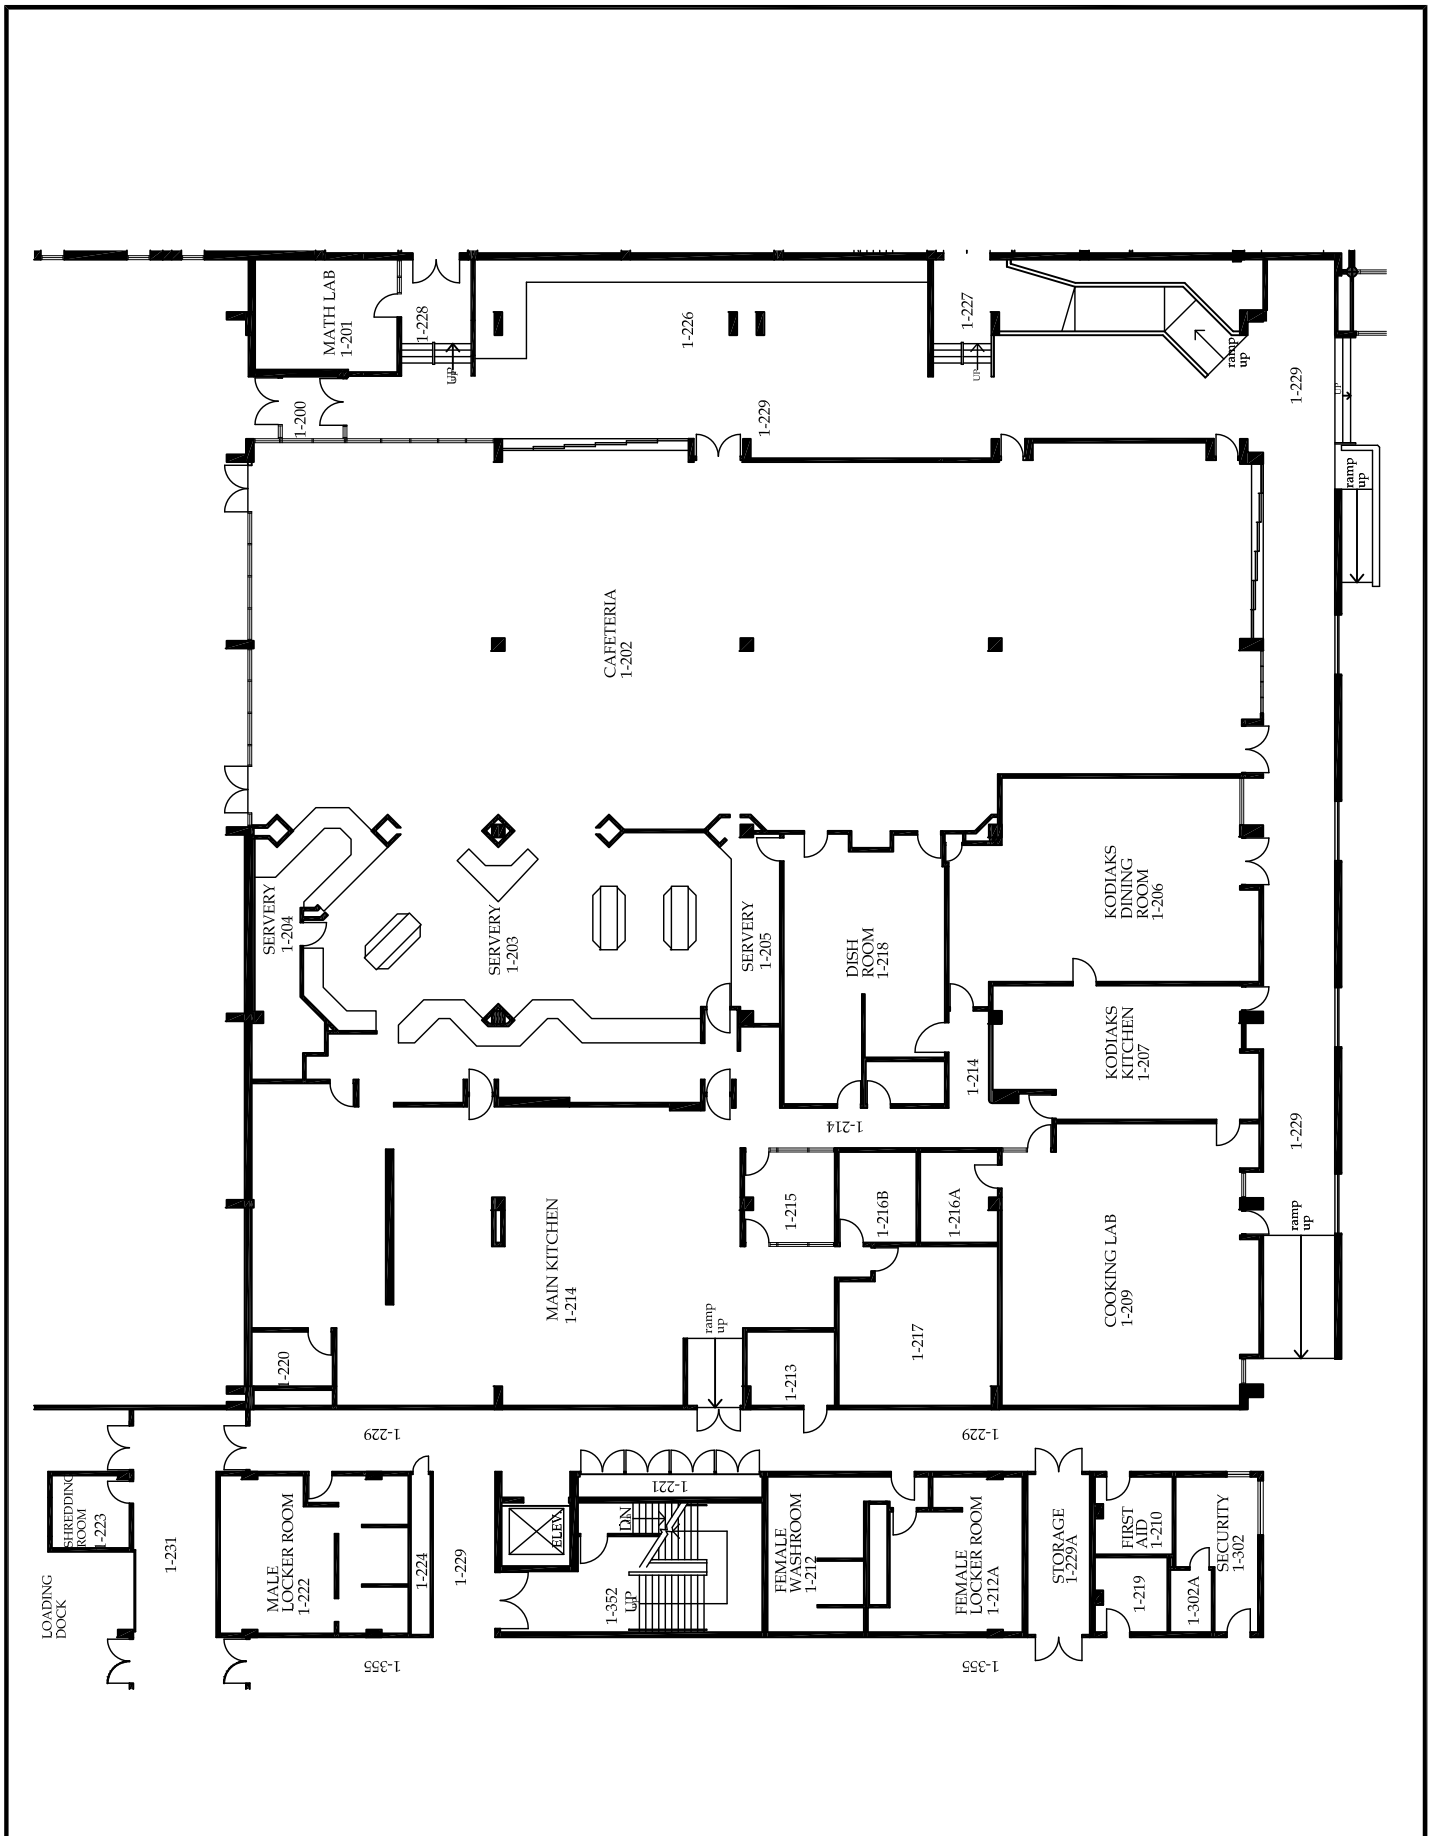 MATH LAB
1-201
1-228
UP
1-200
1-226
1-229
1-227
UP
ramp
up
1-229
UP
ramp
up
CAFETERIA
1-202
SERVERY
1-204
SERVERY
1-203
SERVERY
1-205
DISH
ROOM
1-218
KODIAKS
DINING
ROOM
1-206
KODIAKS
KITCHEN
1-207
1-214
1-214
1-229
MAIN KITCHEN
1-214
1-215
1-216B
1-216A
COOKING LAB
1-209
ramp
up
1-220
ramp
up
1-213
1-217
1-229
1-229
SHREDDING
ROOM
1-223
LOADING
DOCK
1-231
MALE
LOCKER ROOM
1-222
1-224
1-229
ELEV.
1-221
DN
1-352
UP
FEMALE
WASHROOM
1-212
FEMALE
LOCKER ROOM
1-212A
STORAGE
1-229A
FIRST
AID
1-210
1-219
1-302A
SECURITY
1-302
1-355
1-355